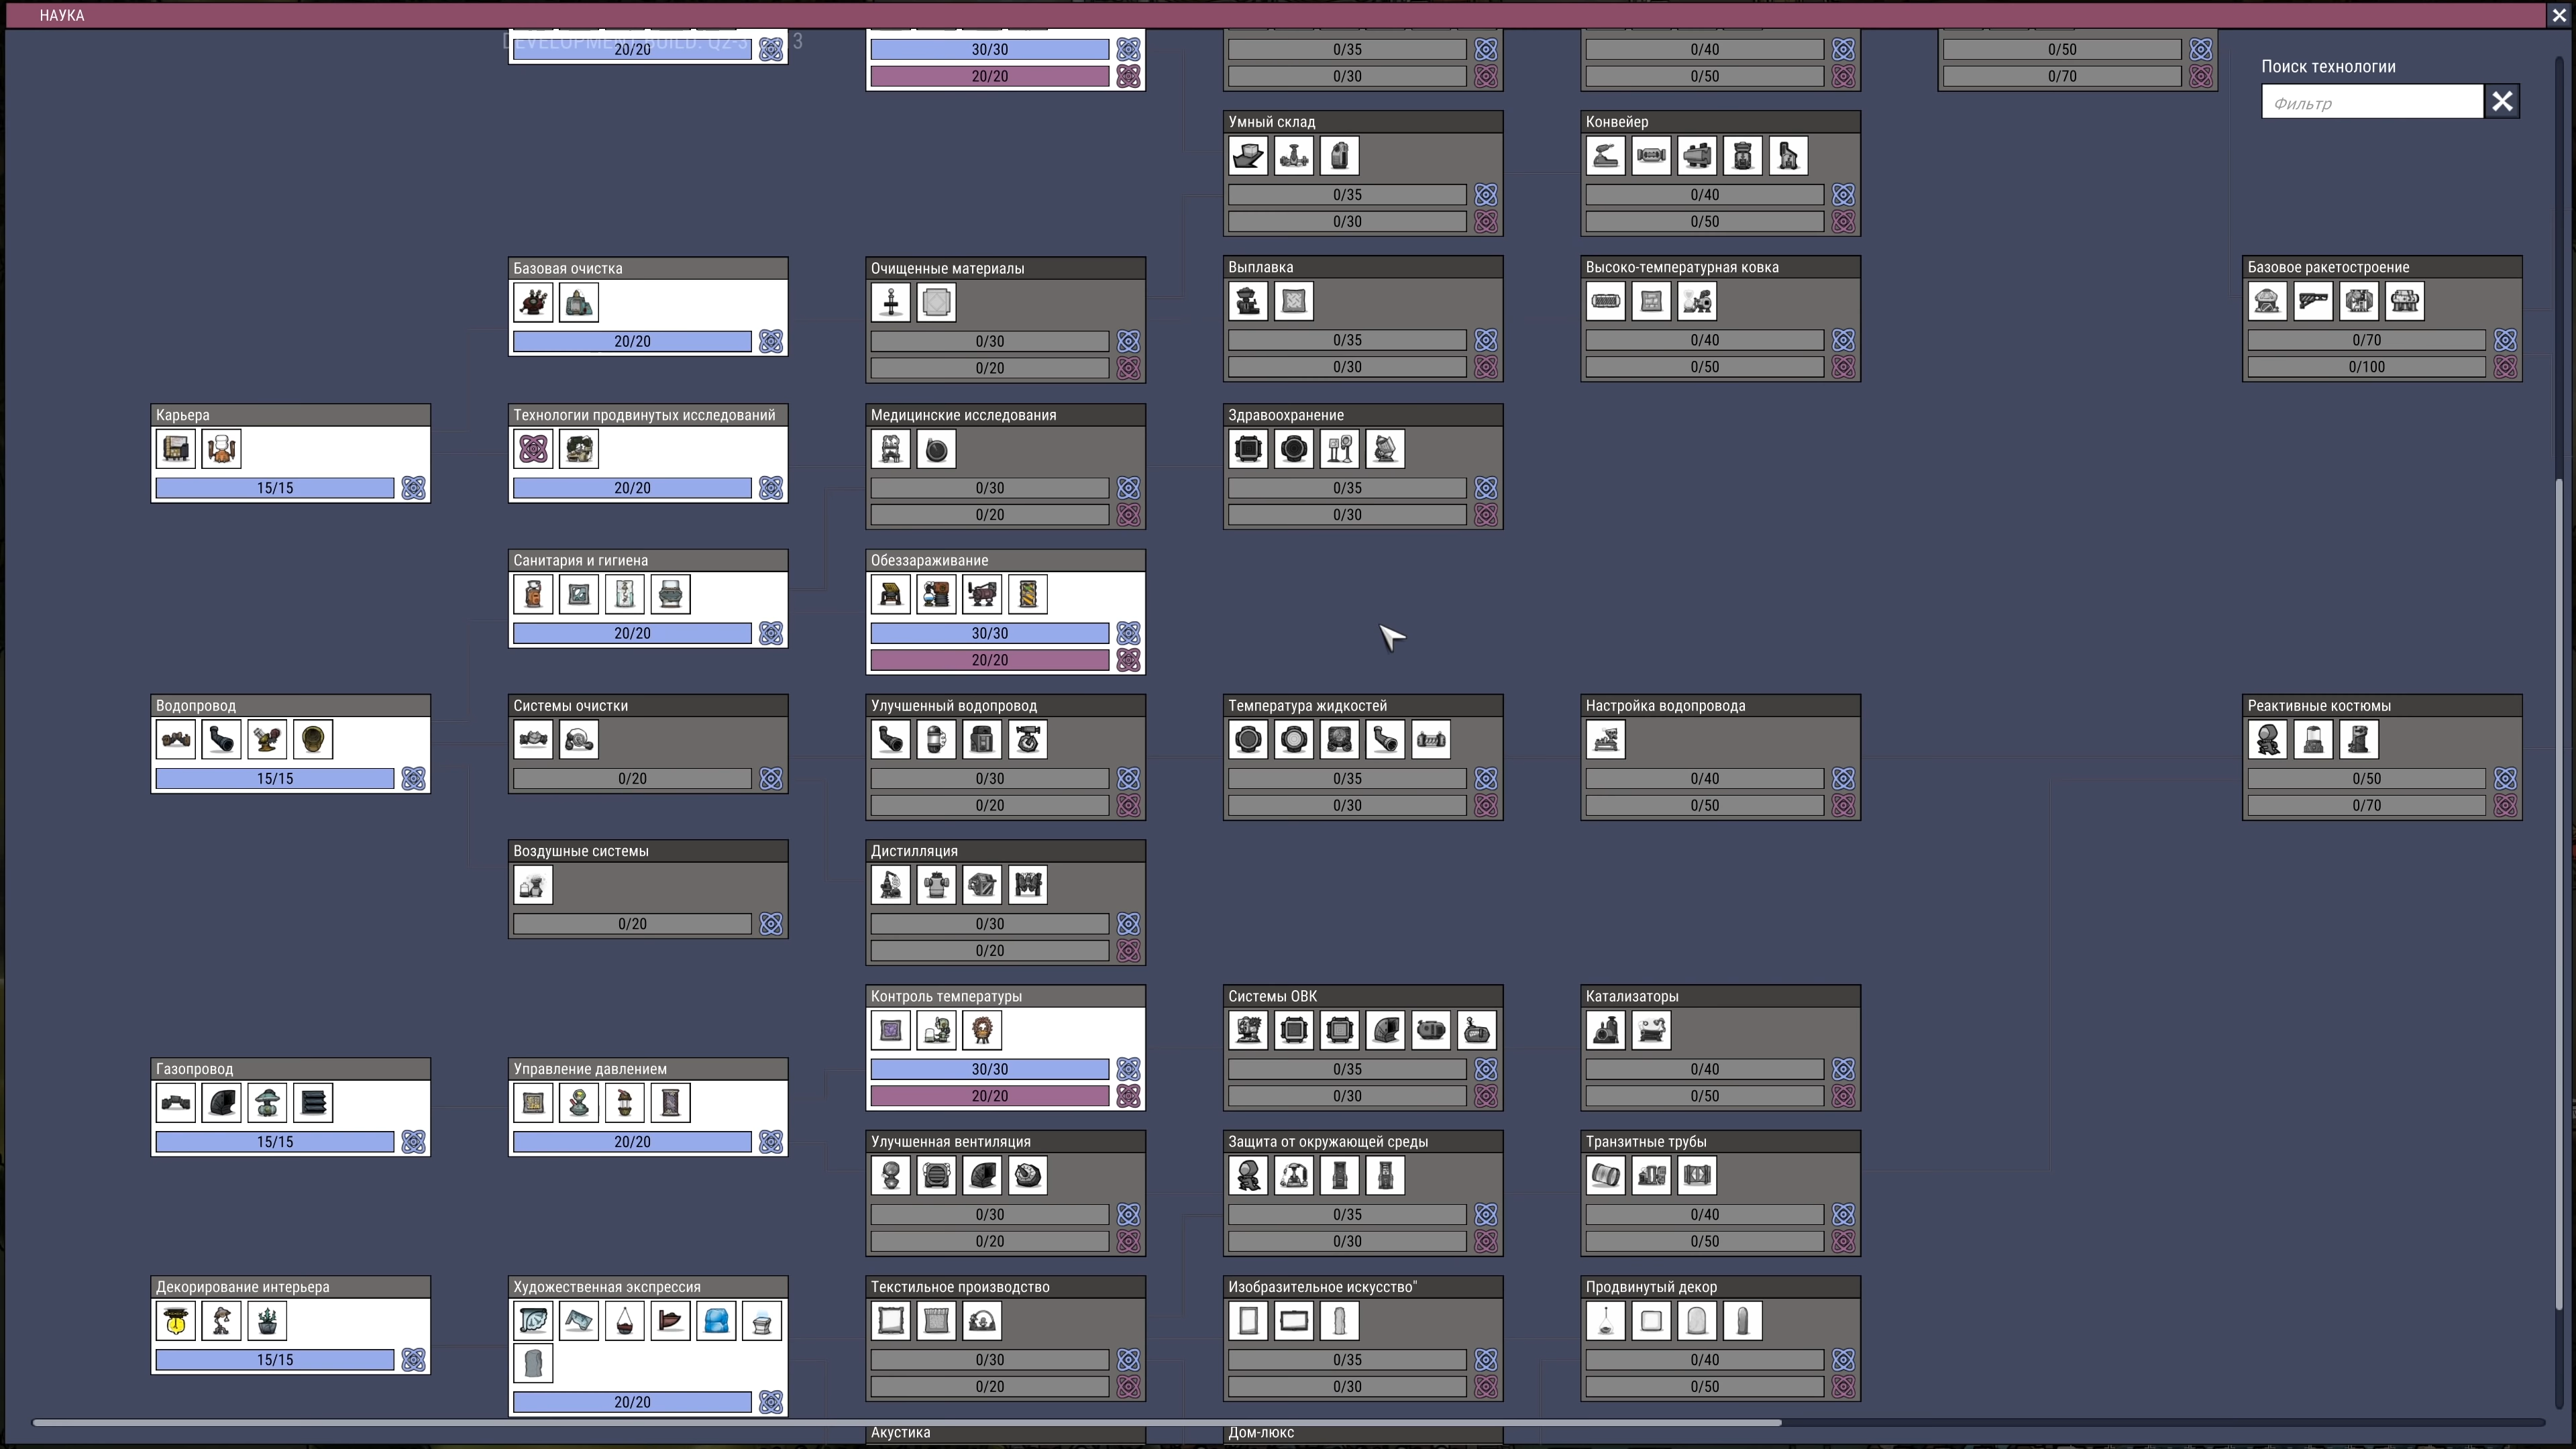 НАУКА
DEVELOPMENT BUILD: Q2-3 13
20/20
30/30
20/20
0/35
0/30
0/40
0/50
0/50
0/70
Поиск технологии
Фильтр
Умный склад
0/35
0/30
Конвейер
0/40
0/50
Базовая очистка
20/20
Очищенные материалы
0/30
0/20
Выплавка
0/35
0/30
Высоко-температурная ковка
0/40
0/50
Базовое ракетостроение
0/70
0/100
Карьера
15/15
Технологии продвинутых исследований
20/20
Медицинские исследования
0/30
0/20
Здравоохранение
0/35
0/30
Санитария и гигиена
20/20
Обеззараживание
30/30
20/20
Водопровод
15/15
Системы очистки
0/20
Улучшенный водопровод
0/30
0/20
Температура жидкостей
0/35
0/30
Настройка водопровода
0/40
0/50
Реактивные костюмы
0/50
0/70
Воздушные системы
0/20
Дистилляция
0/30
0/20
Контроль температуры
30/30
20/20
Системы ОВК
0/35
0/30
Катализаторы
0/40
0/50
Газопровод
15/15
Управление давлением
20/20
Улучшенная вентиляция
0/30
0/20
Защита от окружающей среды
0/35
0/30
Транзитные трубы
0/40
0/50
Декорирование интерьера
15/15
Художественная экспрессия
20/20
Текстильное производство
0/30
0/20
Изобразительное искусство"
0/35
0/30
Продвинутый декор
0/40
0/50
Акустика
Дом-люкс